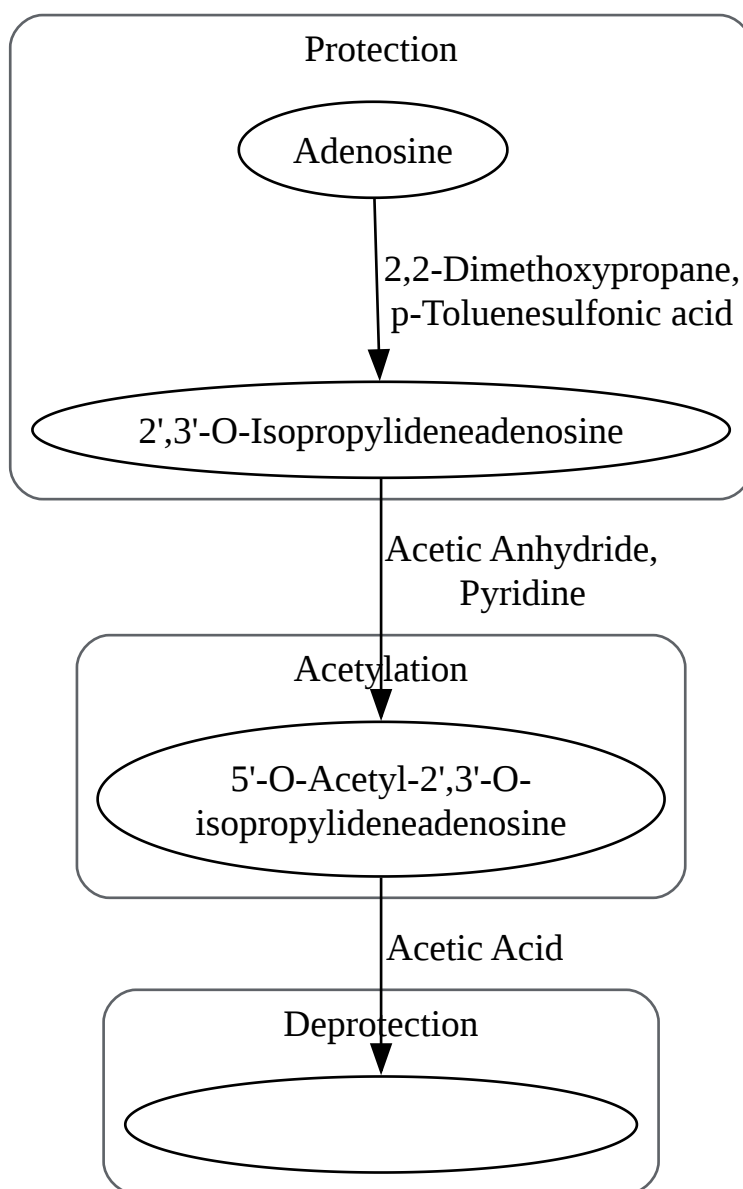 Protection
Adenosine
2,2-Dimethoxypropane,
p-Toluenesulfonic acid
2',3'-O-Isopropylideneadenosine
Acetic Anhydride,
Pyridine
Acetylation
5'-O-Acetyl-2',3'-O-
isopropylideneadenosine
Acetic Acid
Deprotection